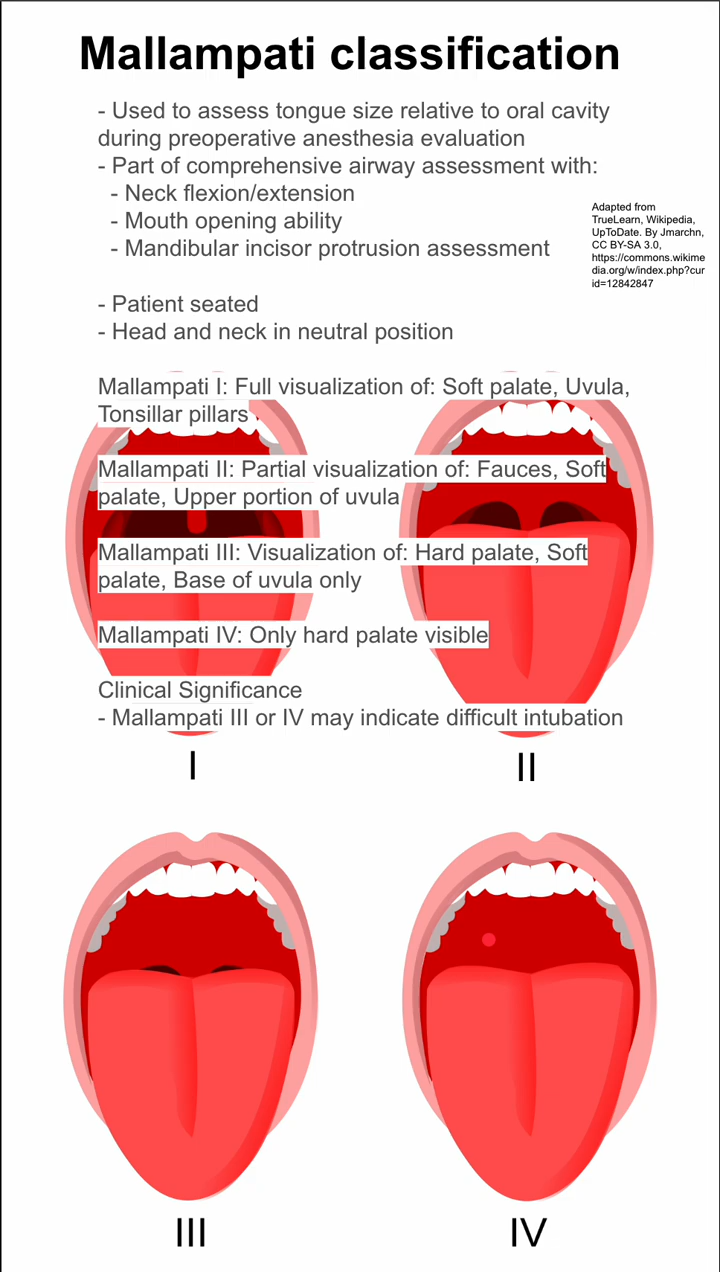 Mallampati classification
- Used to assess tongue size relative to oral cavity
during preoperative anesthesia evaluation
- Part of comprehensive airway assessment with:
- Neck flexion/extension
- Mouth opening ability
- Mandibular incisor protrusion assessment
Adapted from
TrueLearn, Wikipedia,
UpToDate. By Jmarchn,
CC BY-SA 3.0,
https://commons.wikime
dia.org/w/index.php?cur
id=12842847
- Patient seated
- Head and neck in neutral position
Mallampati I: Full visualization of: Soft palate, Uvula,
Tonsillar pillars
Mallampati II: Partial visualization of: Fauces, Soft
palate, Upper portion of uvula
Mallampati III: Visualization of: Hard palate, Soft
palate, Base of uvula only
Mallampati IV: Only hard palate visible
Clinical Significance
- Mallampati III or IV may indicate difficult intubation
I
II
III
IV